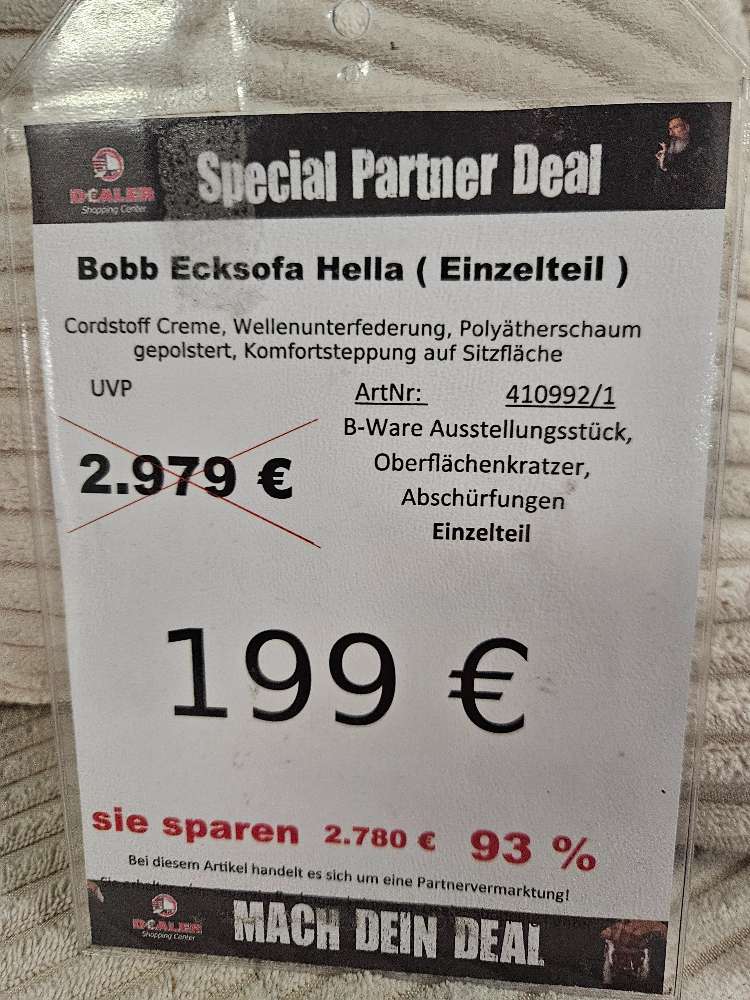 DEALER
Shopping Center
Special Partner Deal
Bobb Ecksofa Hella ( Einzelteil )
Cordstoff Creme, Wellenunterfederung, Polyätherschaum
gepolstert, Komfortsteppung auf Sitzfläche
UVP
ArtNr: 410992/1
B-Ware Ausstellungsstück,
2.979 €
Oberflächenkratzer,
Abschürfungen
Einzelteil
199 €
sie sparen 2.780 € 93 %
Bei diesem Artikel handelt es sich um eine Partnervermarktung!
DEALER
Shopping Center
MACH DEIN DEAL